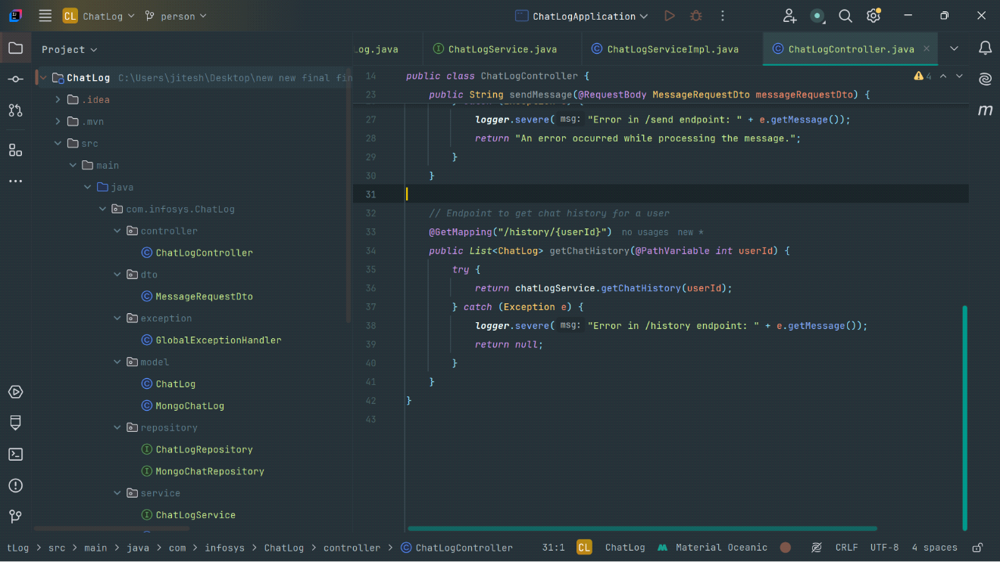 CL ChatLog person ChatLogApplication
Project
Log.java ChatLogService.java ChatLogServiceImpl.java ChatLogController.java
ChatLog C:\Users\jitesh\Desktop\new new final fin
.idea
.mvn
src
main
java
com.infosys.ChatLog
controller
ChatLogController
dto
MessageRequestDto
exception
GlobalExceptionHandler
model
ChatLog
MongoChatLog
repository
ChatLogRepository
MongoChatRepository
service
ChatLogService
4
14 public class ChatLogController {
23 public String sendMessage(@RequestBody MessageRequestDto messageRequestDto) {
27 logger.severe( msg: "Error in /send endpoint: " + e.getMessage());
28 return "An error occurred while processing the message.";
29 }
30 }
31
32 // Endpoint to get chat history for a user
33 @GetMapping("/history/{userId}") no usages new *
34 public List<ChatLog> getChatHistory(@PathVariable int userId) {
35 try {
36 return chatLogService.getChatHistory(userId);
37 } catch (Exception e) {
38 logger.severe( msg: "Error in /history endpoint: " + e.getMessage());
39 return null;
40 }
41 }
42 }
43
m
tLog > src > main > java > com > infosys > ChatLog > controller > ChatLogController 31:1 CL ChatLog Material Oceanic CRLF UTF-8 4 spaces